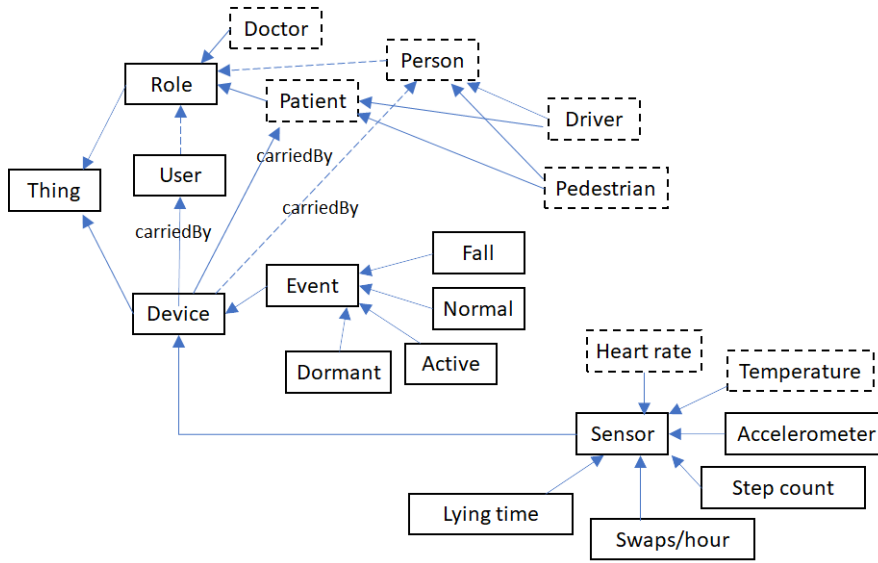 Doctor
Person
Role
Patient
Driver
carriedBy
User
Pedestrian
Thing
carriedBy
carriedBy
Fall
Event
Normal
Device
Heart rate
Active
Dormant
Temperature
Sensor
Accelerometer
Step count
Lying time
Swaps/hour